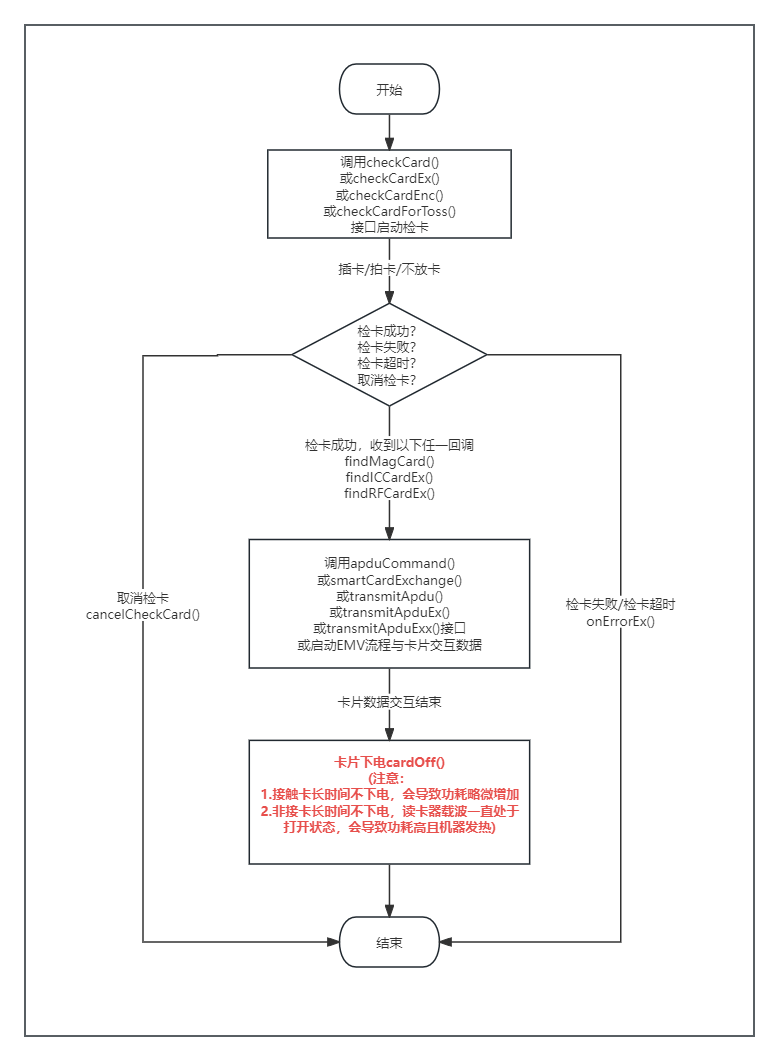 开始
调用checkCard()
或checkCardEx()
或checkCardEnc()
或checkCardForToss()
接口启动检卡
插卡/拍卡/不放卡
检卡成功?
检卡失败?
检卡超时?
取消检卡?
检卡成功，收到以下任一回调
findMagCard()
findICCardEx()
findRFCardEx()
调用apduCommand()
或smartCardExchange()
或transmitApdu()
或transmitApduEx()
或transmitApduExx()接口
或启动EMV流程与卡片交互数据
取消检卡
cancelCheckCard()
检卡失败/检卡超时
onErrorEx()
卡片数据交互结束
卡片下电cardOff()
(注意：
1.接触卡长时间不下电，会导致功耗略微增加
2.非接卡长时间不下电，读卡器载波一直处于
打开状态，会导致功耗高且机器发热)
结束